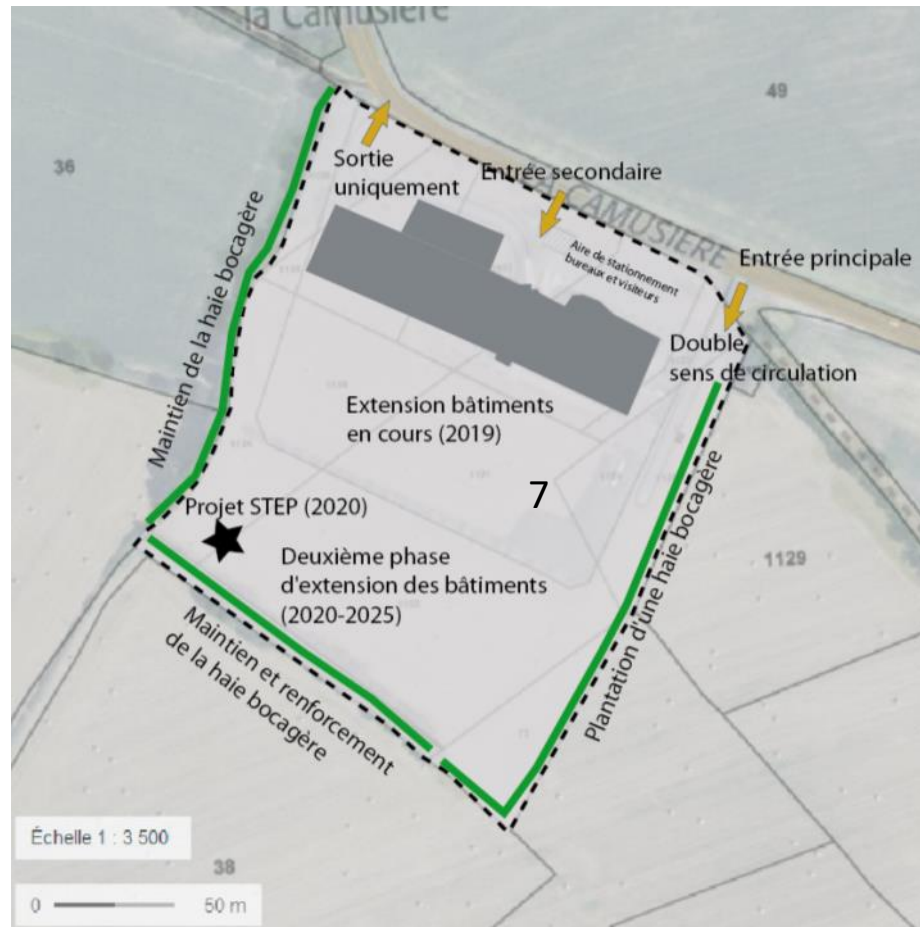 la Camusière
49
36
Sortie
uniquement
Entrée secondaire
LA CAMUSIERE
Aire de stationnement
bureaux et visiteurs
Entrée principale
Double
sens de circulation
Maintien de la haie bocagère
Extension bâtiments
en cours (2019)
7
Plantation d'une haie bocagère
1129
Projet STEP (2020)
Deuxième phase
d'extension des bâtiments
(2020-2025)
Maintien et renforcement
de la haie bocagère
Échelle 1 : 3 500
38
0
50 m